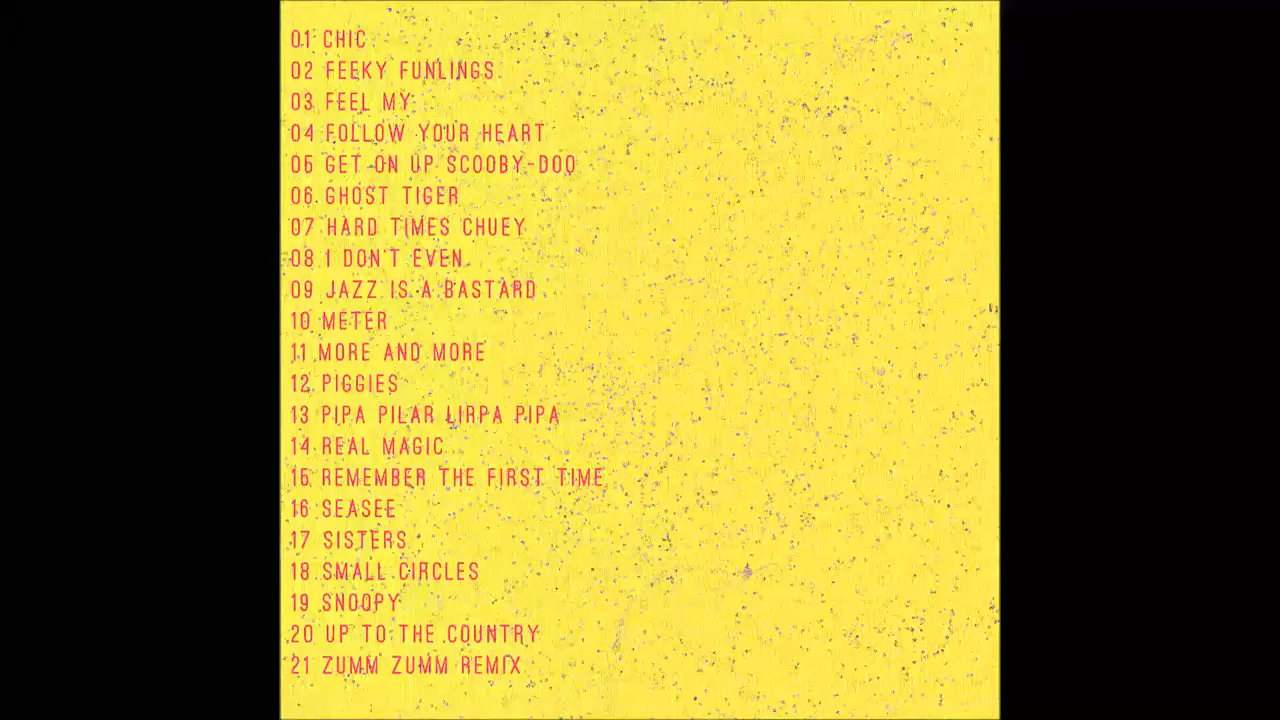 01 CHIC
02 FEEKY FUNLINGS
03 FEEL MY
04 FOLLOW YOUR HEART
05 GET ON UP SCOOBY-DOO
06 GHOST TIGER
07 HARD TIMES CHUEY
08 I DON'T EVEN
09 JAZZ IS A BASTARD
10 METER
11 MORE AND MORE
12 PIGGIES
13 PIPA PILAR LIRPA PIPA
14 REAL MAGIC
15 REMEMBER THE FIRST TIME
16 SEASEE
17 SISTERS
18 SMALL CIRCLES
19 SNOOPY
20 UP TO THE COUNTRY
21 ZUMM ZUMM REMIX